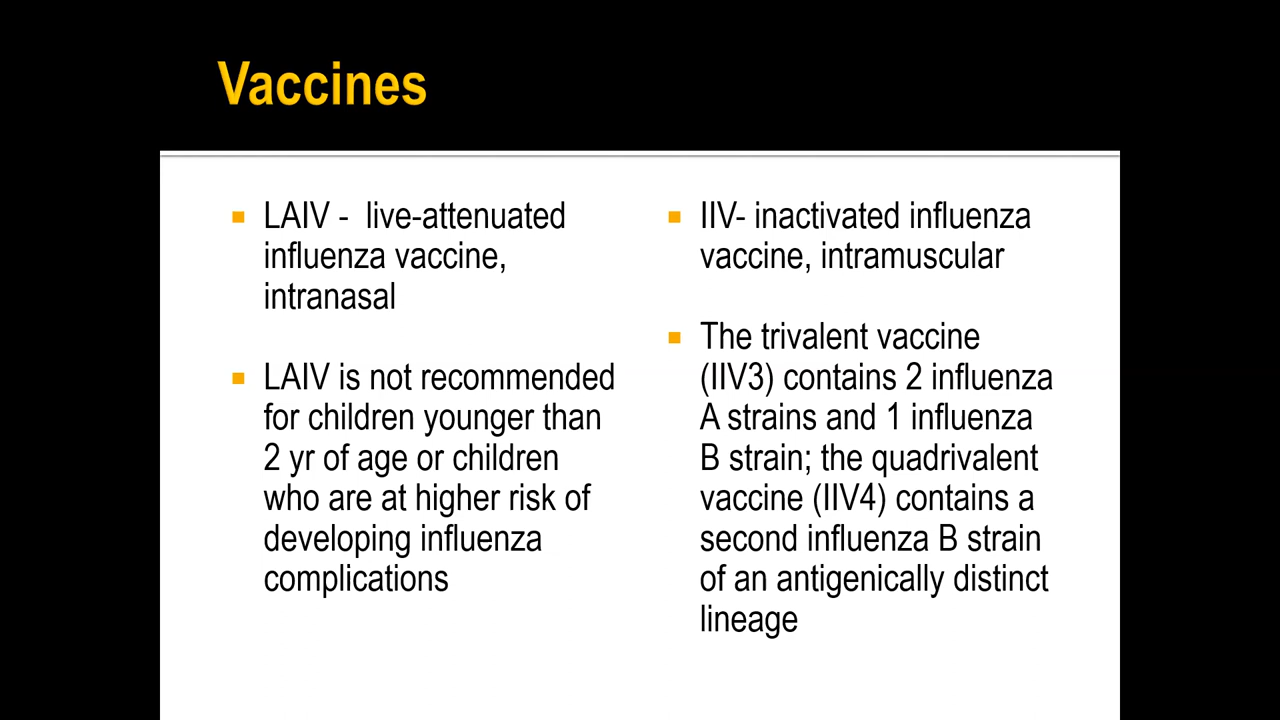 Vaccines
LAIV -  live-attenuated
influenza vaccine,
intranasal
LAIV is not recommended
for children younger than
2 yr of age or children
who are at higher risk of
developing influenza
complications
IIV- inactivated influenza
vaccine, intramuscular
The trivalent vaccine
(IIV3) contains 2 influenza
A strains and 1 influenza
B strain; the quadrivalent
vaccine (IIV4) contains a
second influenza B strain
of an antigenically distinct
lineage